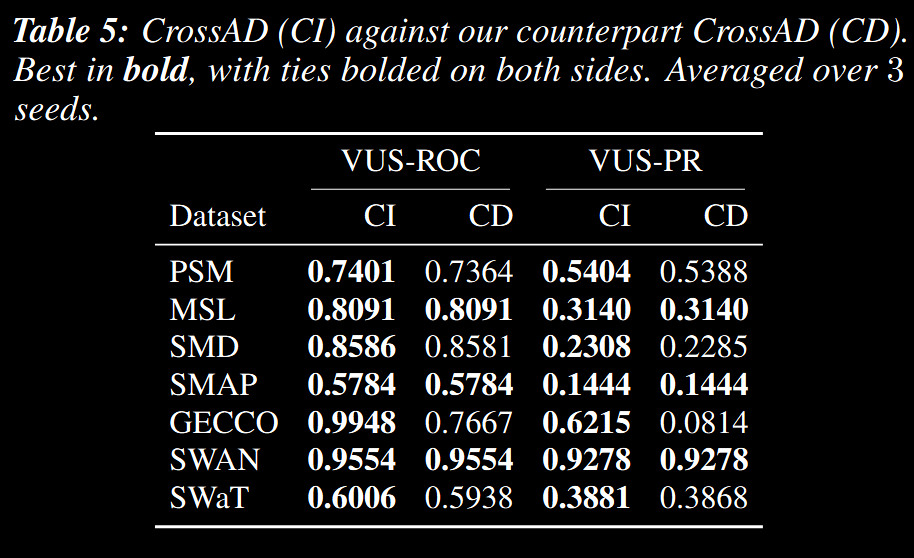 Table 5: CrossAD (CI) against our counterpart CrossAD (CD).
Best in bold, with ties bolded on both sides. Averaged over 3
seeds.
VUS-ROC VUS-PR
Dataset CI CD CI CD
PSM 0.7401 0.7364 0.5404 0.5388
MSL 0.8091 0.8091 0.3140 0.3140
SMD 0.8586 0.8581 0.2308 0.2285
SMAP 0.5784 0.5784 0.1444 0.1444
GECCO 0.9948 0.7667 0.6215 0.0814
SWAN 0.9554 0.9554 0.9278 0.9278
SWaT 0.6006 0.5938 0.3881 0.3868